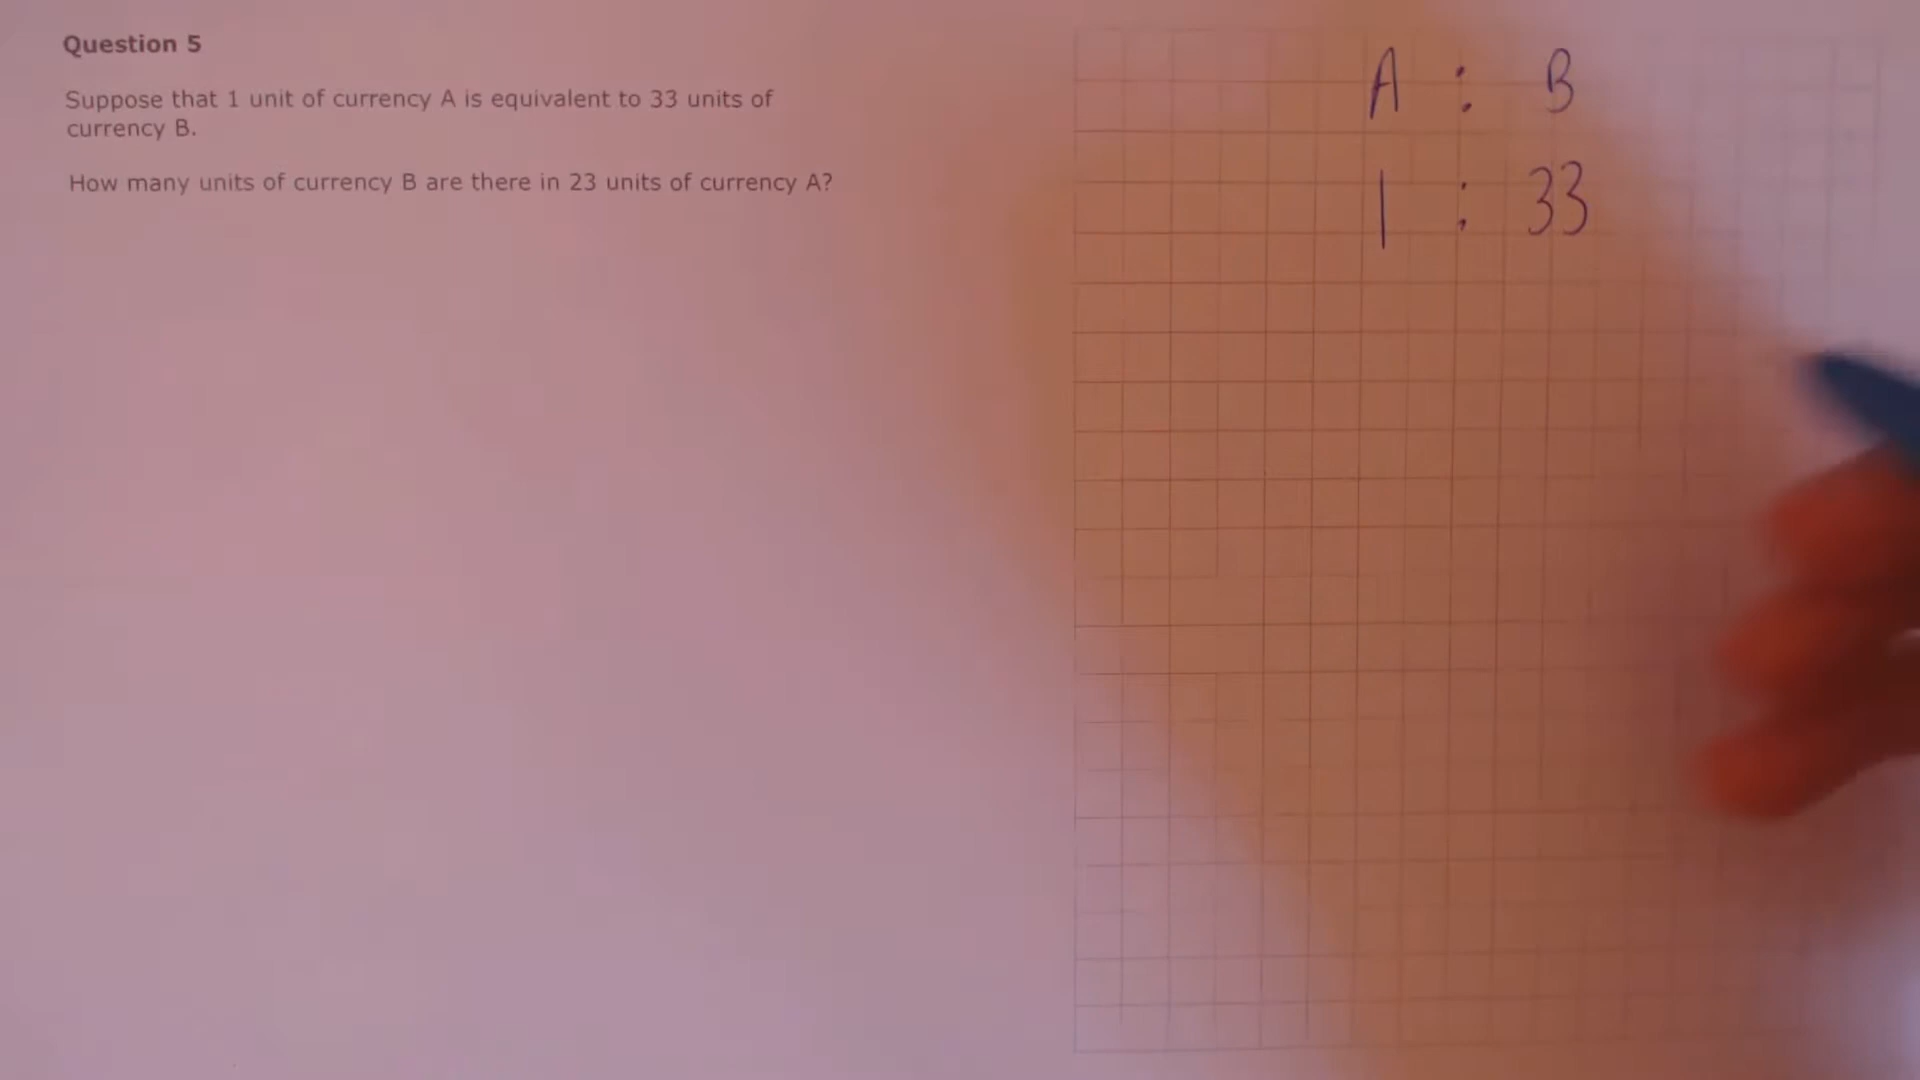 Question 5
Suppose that 1 unit of currency A is equivalent to 33 units of
currency B.
How many units of currency B are there in 23 units of currency A?
A : B
1 : 33